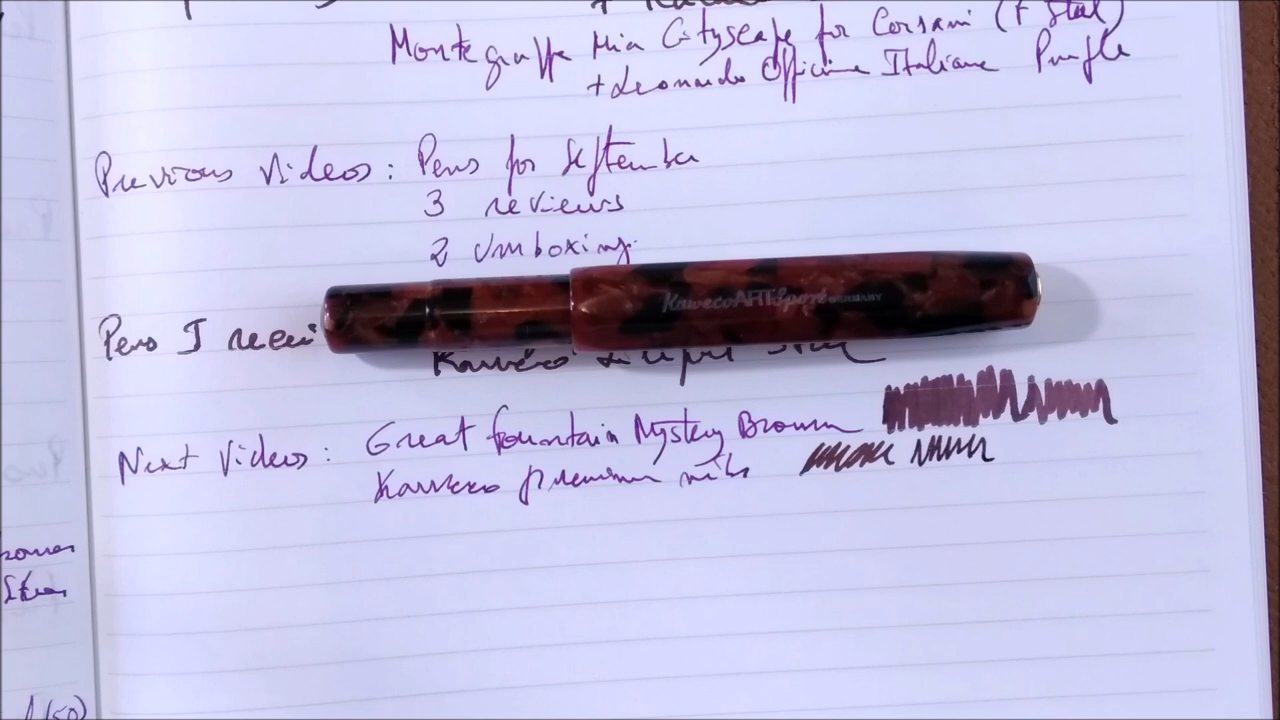 Montegrappa Mia Cityscape for Corsani (F Steel)
+ Leonardo Officina Italiana Purple
Previous Videos : Pens for September
3 reviews
2 Unboxing
KawecoARTSport GERMANY
Pens I recei
Kaweco
Next Videos : Great fountain Mystery Brown
Kaweco premium nibs